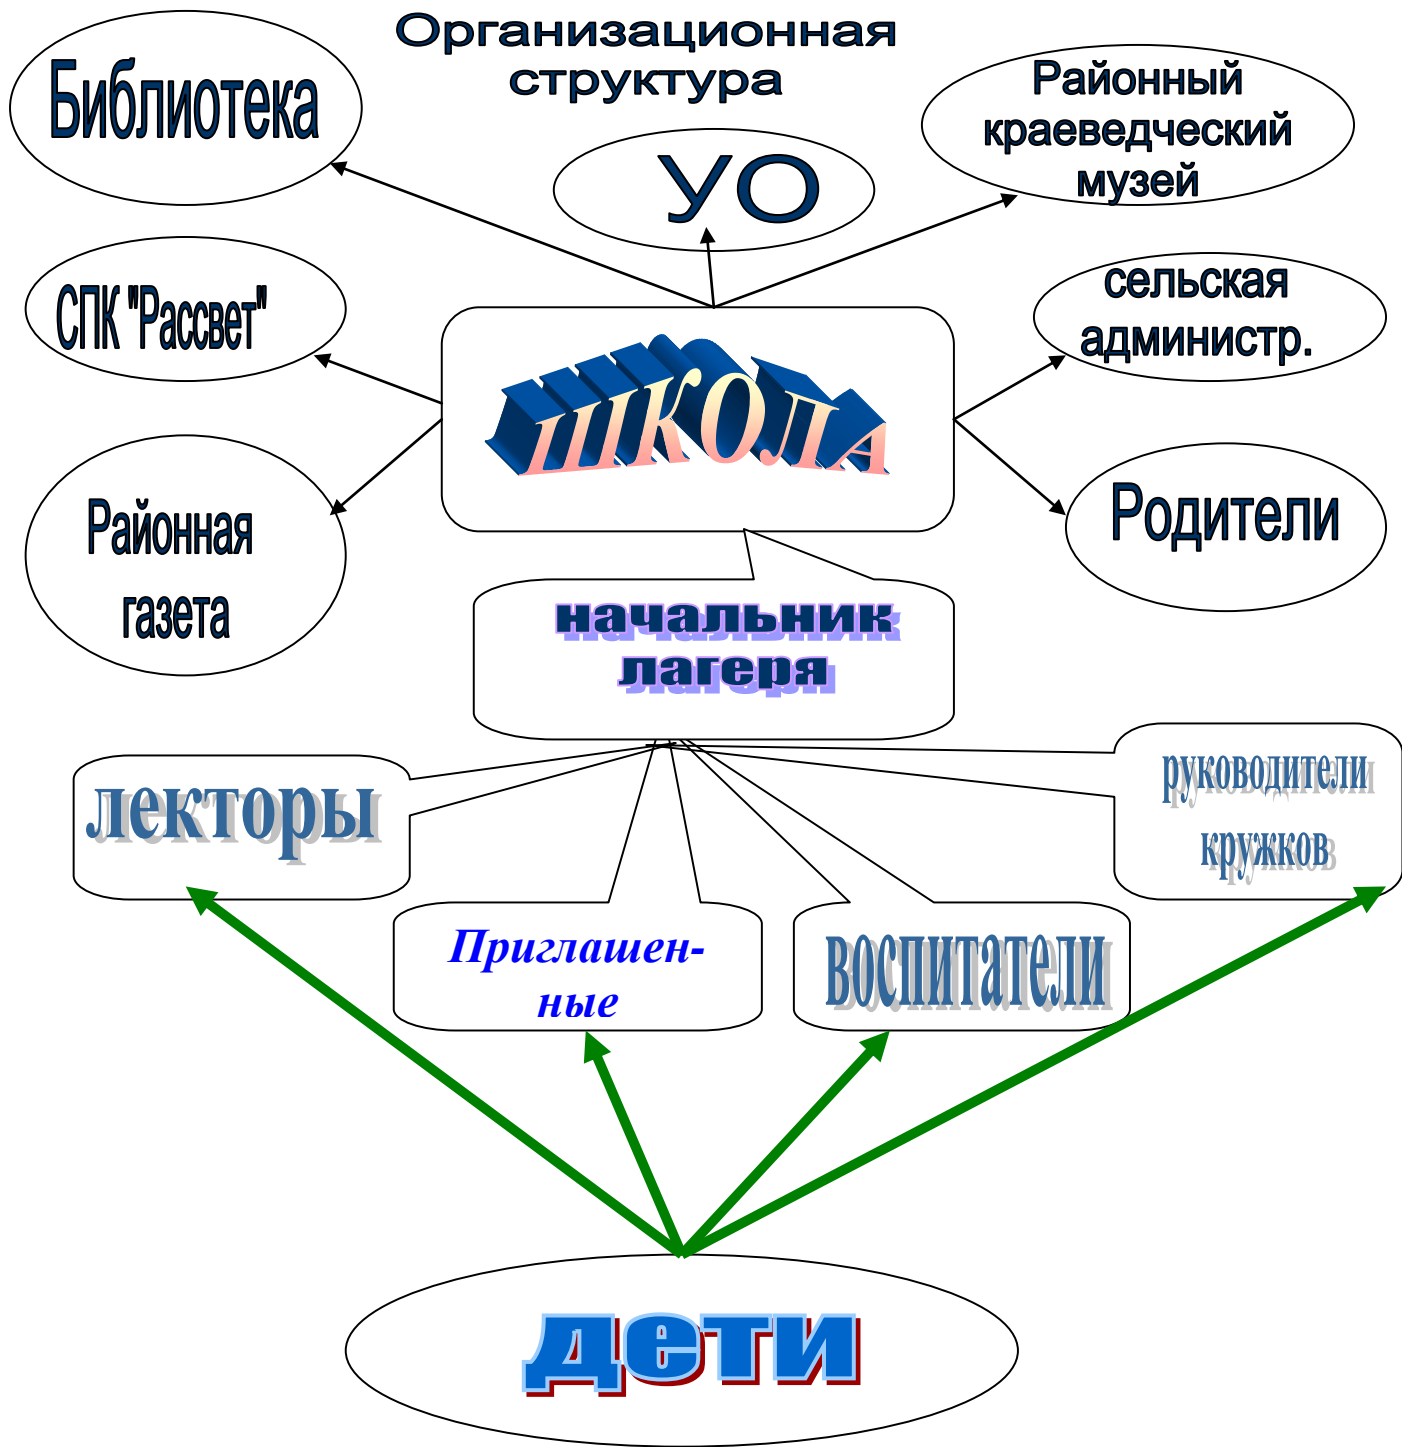 Организационная
структура
Библиотека
УО
Районный
краеведческий
музей
СПК "Рассвет"
сельская
администр.
ШКОЛА
Районная
газета
Родители
начальник
лагеря
лекторы
руководители
кружков
Приглашен-
ные
воспитатели
дети